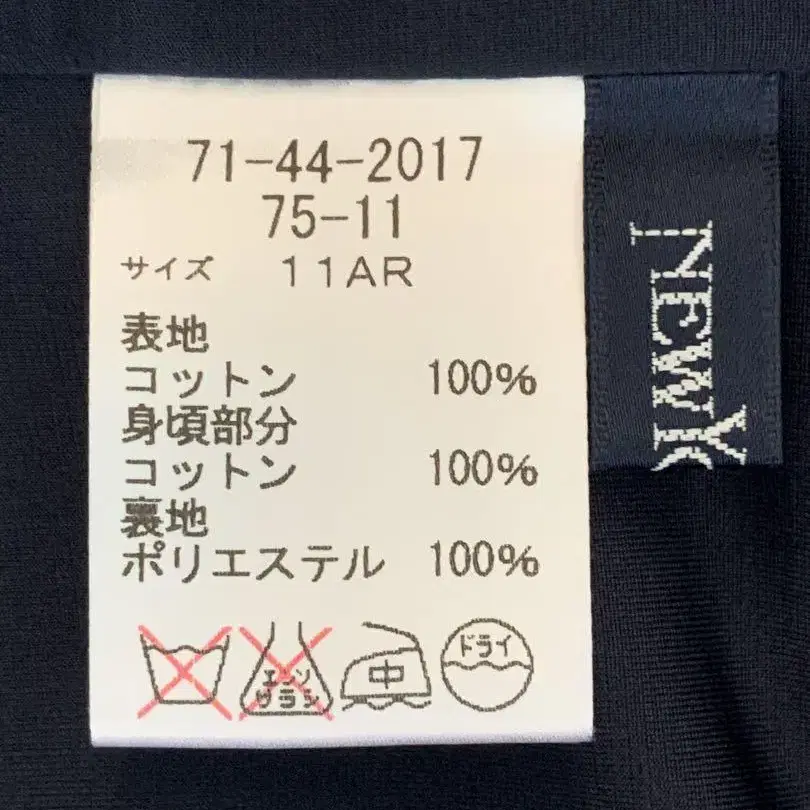 71-44-2017
75-11
サイズ 11AR
表地
コットン 100%
身頃部分
コットン 100%
裏地
ポリエステル 100%
エンソ
サラシ
中
ドライ
NEWYO